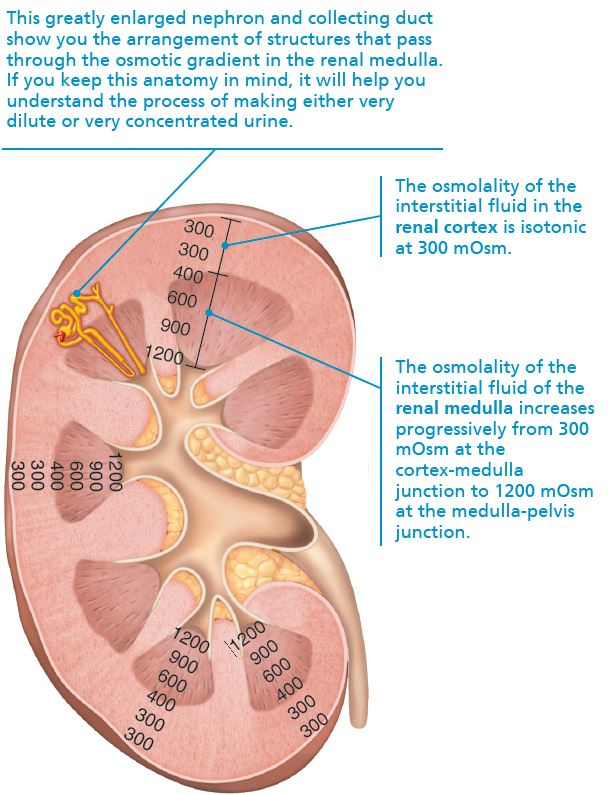 This greatly enlarged nephron and collecting duct
show you the arrangement of structures that pass
through the osmotic gradient in the renal medulla.
If you keep this anatomy in mind, it will help you
understand the process of making either very
dilute or very concentrated urine.
The osmolality of the
interstitial fluid in the
renal cortex is isotonic
at 300 mOsm.
300
300
400
600
900
1200
The osmolality of the
interstitial fluid of the
renal medulla increases
progressively from 300
mOsm at the
cortex-medulla
junction to 1200 mOsm
at the medulla-pelvis
junction.
300
300
400
600
900
1200
1200
900
600
400
300
300
1200
900
600
400
300
300